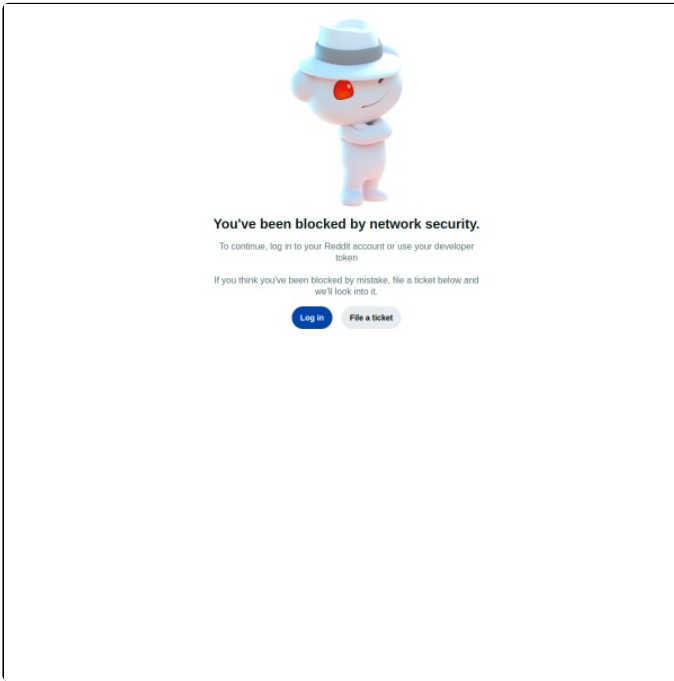 You've been blocked by network security.
To continue, log in to your Reddit account or use your developer
token
If you think you've been blocked by mistake, file a ticket below and
we'll look into it.
Log in
File a ticket